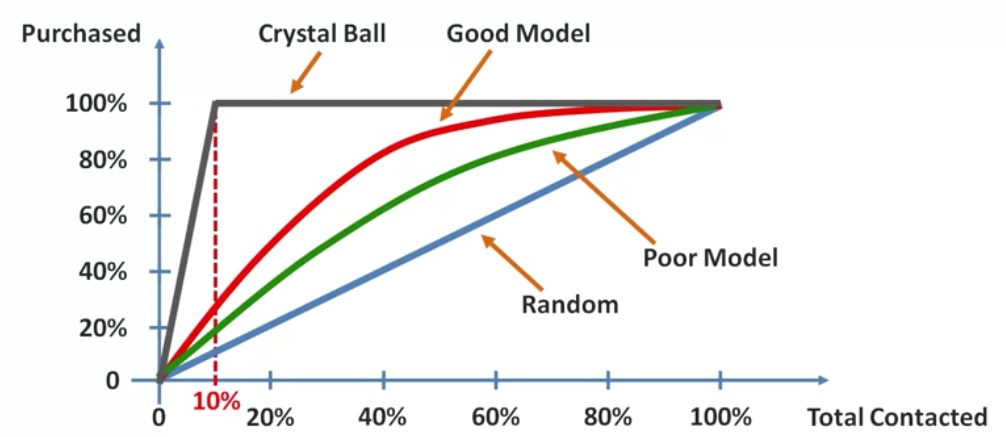 Purchased
Crystal Ball
Good Model
100%
80%
60%
40%
20%
0
Poor Model
Random
0
10%
20%
40%
60%
80%
100%
Total Contacted